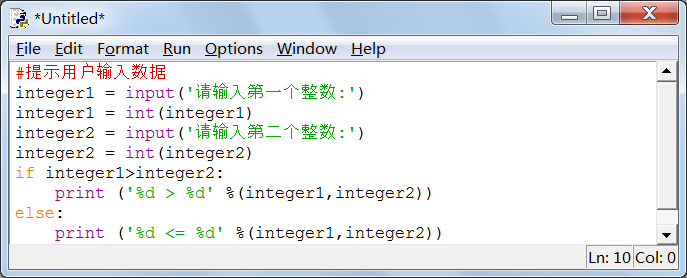 *Untitled*
File Edit Format Run Options Window Help
#提示用户输入数据
integer1 = input('请输入第一个整数:')
integer1 = int(integer1)
integer2 = input('请输入第二个整数:')
integer2 = int(integer2)
if integer1>integer2:
    print ('%d > %d' %(integer1,integer2))
else:
    print ('%d <= %d' %(integer1,integer2))
Ln: 10 Col: 0